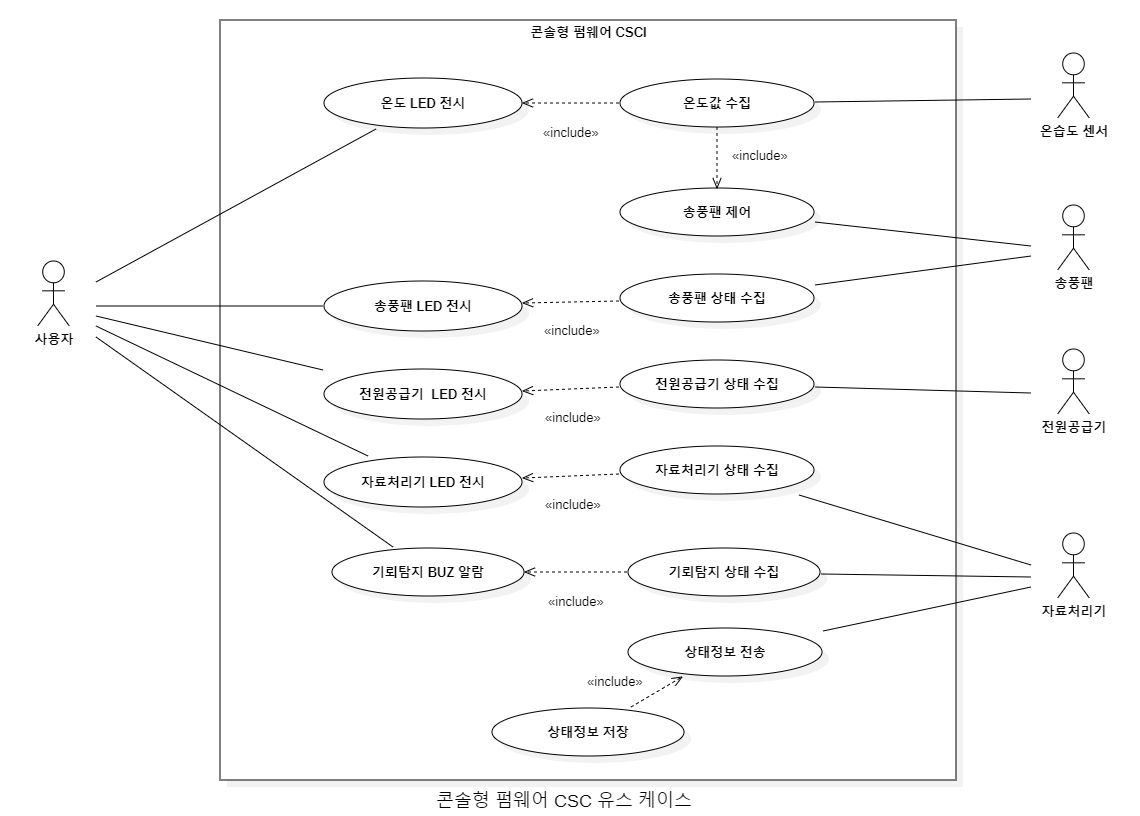 콘솔형 펌웨어 CSCI
온도 LED 전시
«include»
온도값 수집
온습도 센서
«include»
송풍팬 제어
송풍팬
사용자
송풍팬 LED 전시
«include»
송풍팬 상태 수집
전원공급기 LED 전시
«include»
전원공급기 상태 수집
전원공급기
자료처리기 LED 전시
«include»
자료처리기 상태 수집
기뢰탐지 BUZ 알람
«include»
기뢰탐지 상태 수집
자료처리기
상태정보 전송
«include»
상태정보 저장
콘솔형 펌웨어 CSC 유스 케이스